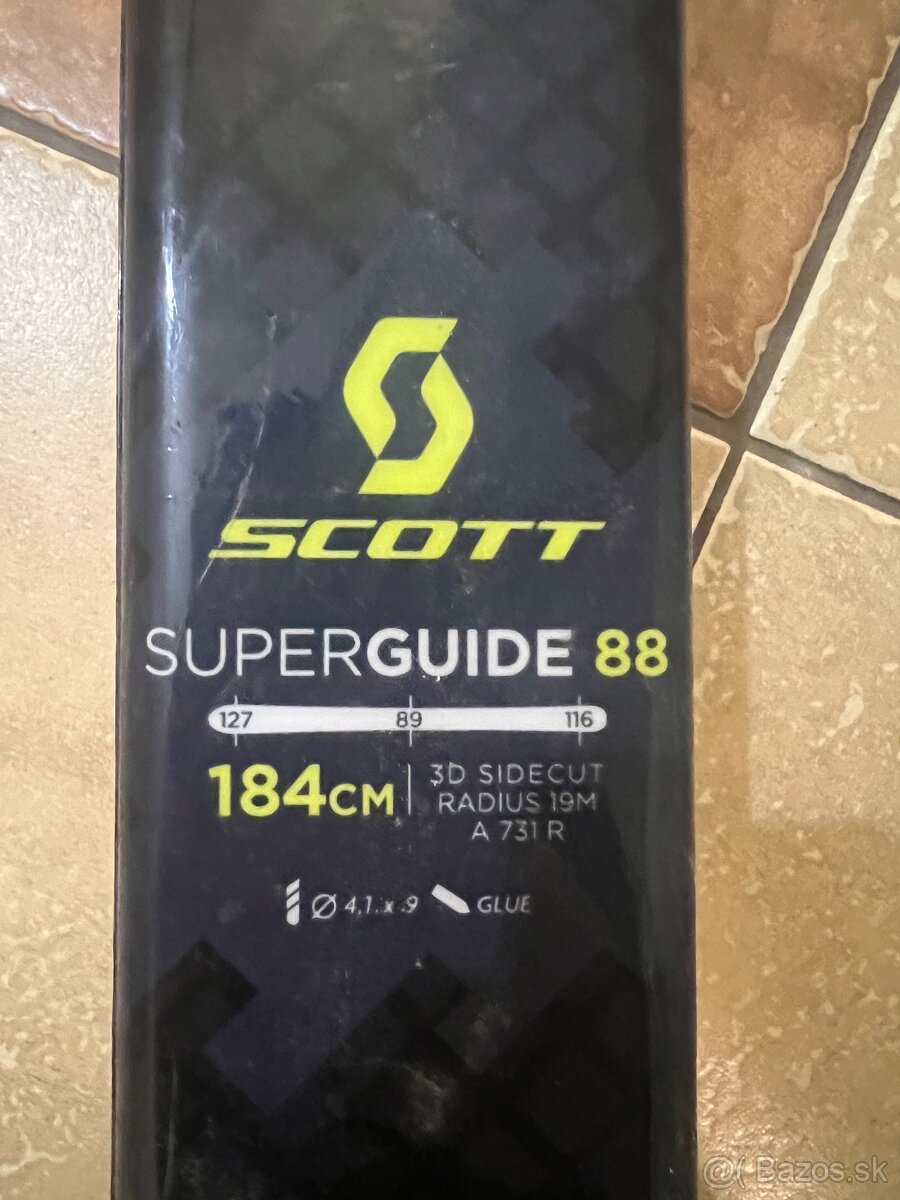 SCOTT
SUPERGUIDE 88
127 89 116
184CM
3D SIDECUT
RADIUS 19M
A 731 R
Ø 4,1 x 9 GLUE
@( Bazos.sk